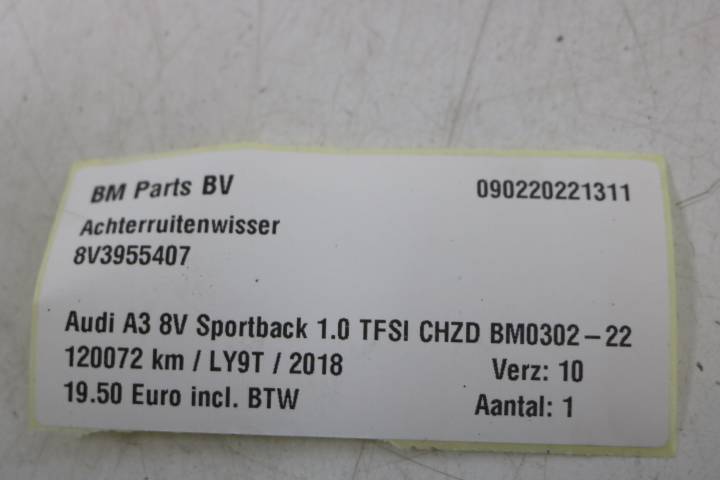 BM Parts BV 090220221311
Achterruitenwisser
8V3955407
Audi A3 8V Sportback 1.0 TFSI CHZD BM0302-22
120072 km / LY9T / 2018 Verz: 10
19.50 Euro incl. BTW Aantal: 1